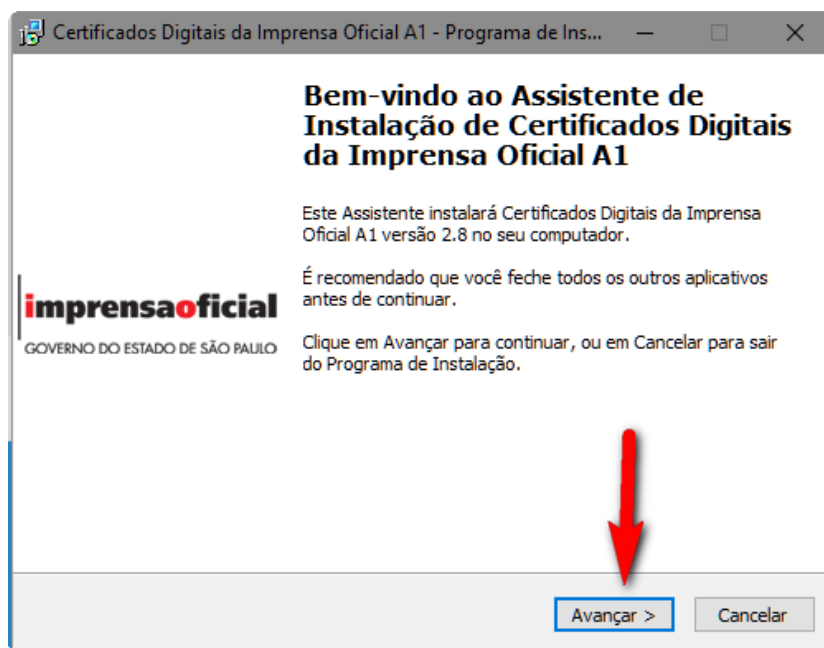 Certificados Digitais da Imprensa Oficial A1 - Programa de Ins...
Bem-vindo ao Assistente de
Instalação de Certificados Digitais
da Imprensa Oficial A1
Este Assistente instalará Certificados Digitais da Imprensa
Oficial A1 versão 2.8 no seu computador.
É recomendado que você feche todos os outros aplicativos
antes de continuar.
imprensaoficial
GOVERNO DO ESTADO DE SÃO PAULO
Clique em Avançar para continuar, ou em Cancelar para sair
do Programa de Instalação.
Avançar >
Cancelar